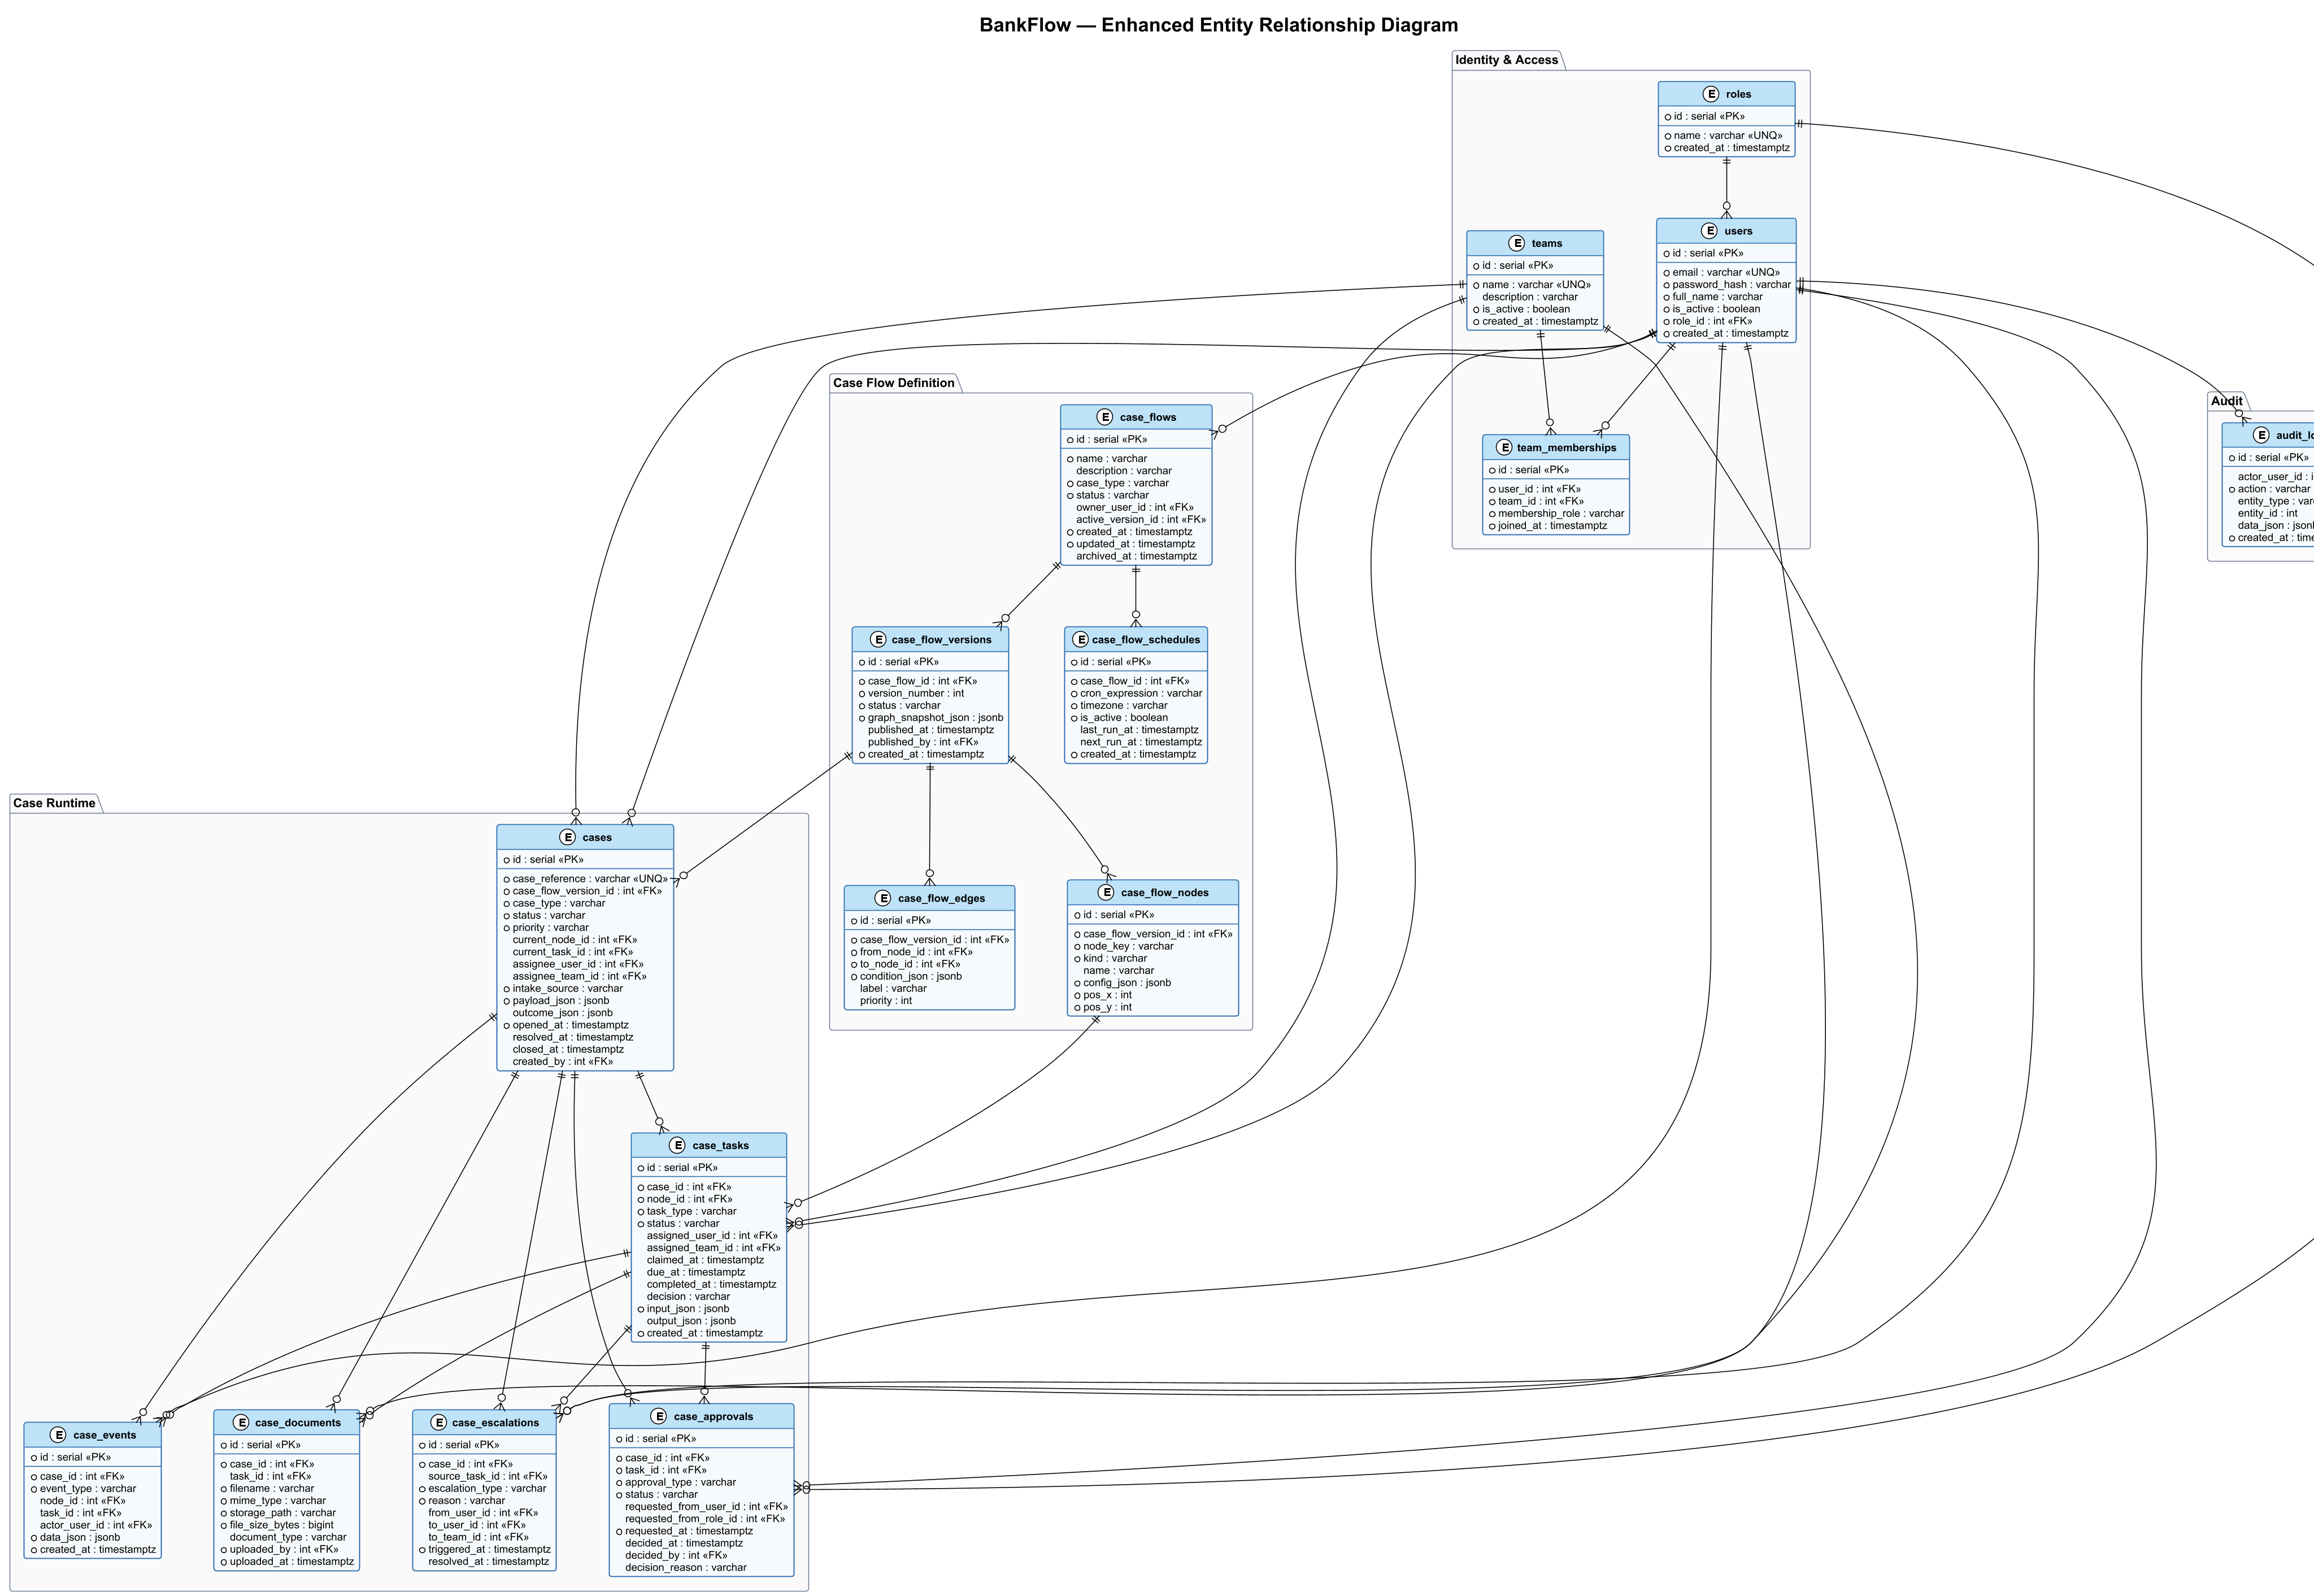 BankFlow — Enhanced Entity Relationship Diagram
Identity & Access
E roles
id : serial «PK»
name : varchar «UNQ»
created_at : timestamptz
E teams
id : serial «PK»
name : varchar «UNQ»
description : varchar
is_active : boolean
created_at : timestamptz
E users
id : serial «PK»
email : varchar «UNQ»
password_hash : varchar
full_name : varchar
is_active : boolean
role_id : int «FK»
created_at : timestamptz
E team_memberships
id : serial «PK»
user_id : int «FK»
team_id : int «FK»
membership_role : varchar
joined_at : timestamptz
Audit
E audit_lo
id : serial «PK»
actor_user_id : i
action : varchar
entity_type : varc
entity_id : int
data_json : jsonb
created_at : time
Case Flow Definition
E case_flows
id : serial «PK»
name : varchar
description : varchar
case_type : varchar
status : varchar
owner_user_id : int «FK»
active_version_id : int «FK»
created_at : timestamptz
updated_at : timestamptz
archived_at : timestamptz
E case_flow_versions
id : serial «PK»
case_flow_id : int «FK»
version_number : int
status : varchar
graph_snapshot_json : jsonb
published_at : timestamptz
published_by : int «FK»
created_at : timestamptz
E case_flow_schedules
id : serial «PK»
case_flow_id : int «FK»
cron_expression : varchar
timezone : varchar
is_active : boolean
last_run_at : timestamptz
next_run_at : timestamptz
created_at : timestamptz
E case_flow_edges
id : serial «PK»
case_flow_version_id : int «FK»
from_node_id : int «FK»
to_node_id : int «FK»
condition_json : jsonb
label : varchar
priority : int
E case_flow_nodes
id : serial «PK»
case_flow_version_id : int «FK»
node_key : varchar
kind : varchar
name : varchar
config_json : jsonb
pos_x : int
pos_y : int
Case Runtime
E cases
id : serial «PK»
case_reference : varchar «UNQ»
case_flow_version_id : int «FK»
case_type : varchar
status : varchar
priority : varchar
current_node_id : int «FK»
current_task_id : int «FK»
assignee_user_id : int «FK»
assignee_team_id : int «FK»
intake_source : varchar
payload_json : jsonb
outcome_json : jsonb
opened_at : timestamptz
resolved_at : timestamptz
closed_at : timestamptz
created_by : int «FK»
E case_tasks
id : serial «PK»
case_id : int «FK»
node_id : int «FK»
task_type : varchar
status : varchar
assigned_user_id : int «FK»
assigned_team_id : int «FK»
claimed_at : timestamptz
due_at : timestamptz
completed_at : timestamptz
decision : varchar
input_json : jsonb
output_json : jsonb
created_at : timestamptz
E case_events
id : serial «PK»
case_id : int «FK»
event_type : varchar
node_id : int «FK»
task_id : int «FK»
actor_user_id : int «FK»
data_json : jsonb
created_at : timestamptz
E case_documents
id : serial «PK»
case_id : int «FK»
task_id : int «FK»
filename : varchar
mime_type : varchar
storage_path : varchar
file_size_bytes : bigint
document_type : varchar
uploaded_by : int «FK»
uploaded_at : timestamptz
E case_escalations
id : serial «PK»
case_id : int «FK»
source_task_id : int «FK»
escalation_type : varchar
reason : varchar
from_user_id : int «FK»
to_user_id : int «FK»
to_team_id : int «FK»
triggered_at : timestamptz
resolved_at : timestamptz
E case_approvals
id : serial «PK»
case_id : int «FK»
task_id : int «FK»
approval_type : varchar
status : varchar
requested_from_user_id : int «FK»
requested_from_role_id : int «FK»
requested_at : timestamptz
decided_at : timestamptz
decided_by : int «FK»
decision_reason : varchar